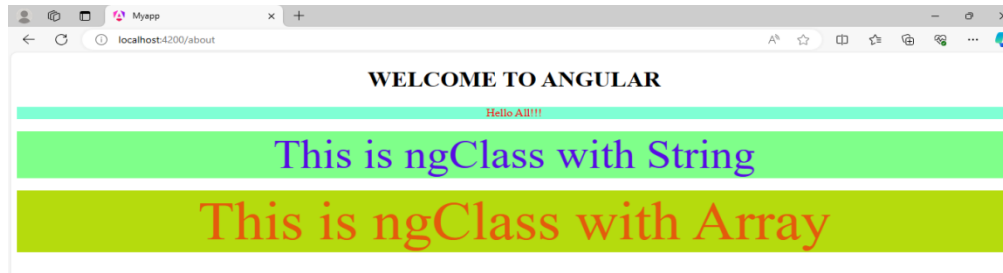 Myapp
localhost:4200/about
WELCOME TO ANGULAR
Hello All!!!
This is ngClass with String
This is ngClass with Array